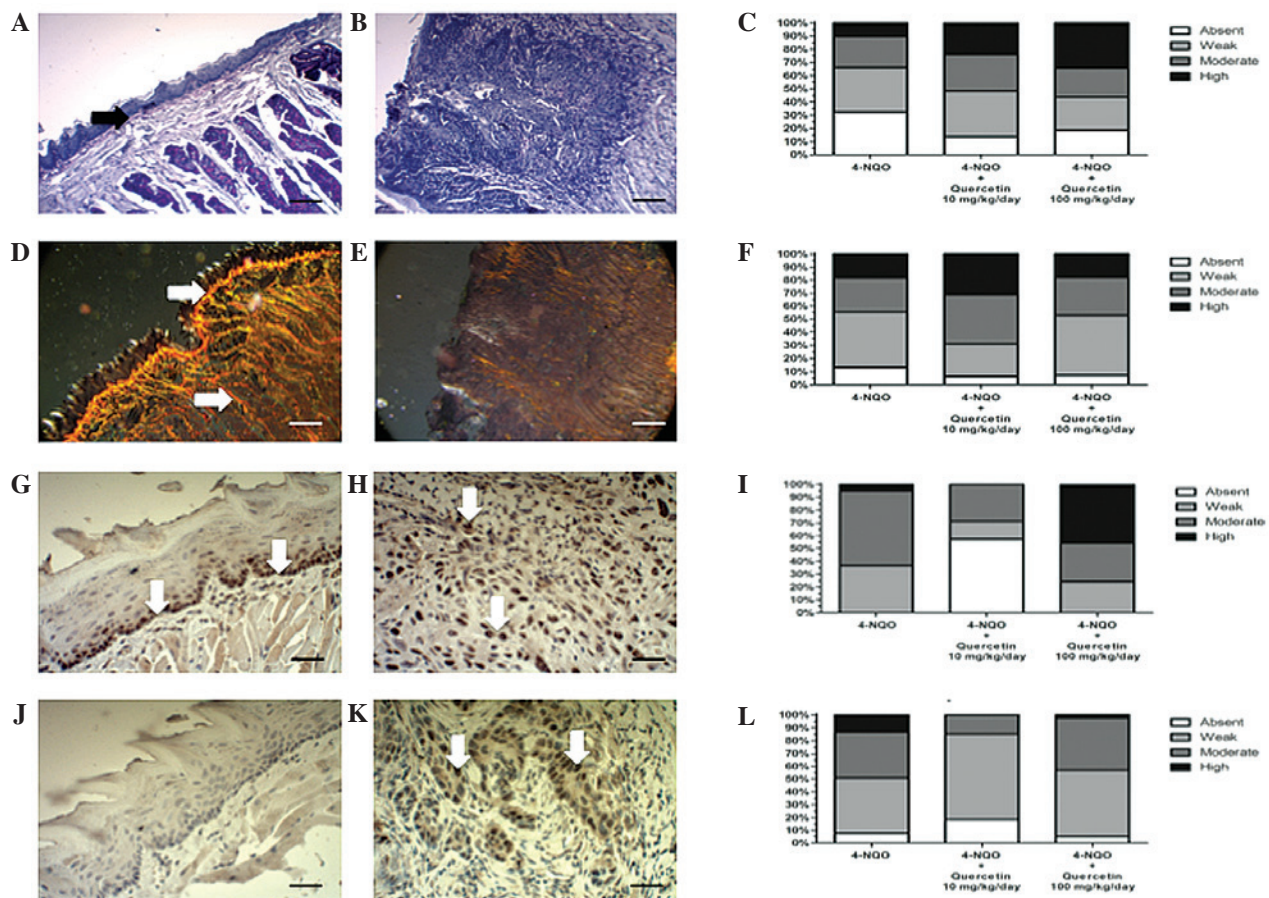 A
B
C
100%
90%
80%
70%
60%
50%
40%
30%
20%
10%
0%
4-NQO
4-NQO
+
Quercetin
10 mg/kg/day
4-NQO
+
Quercetin
100 mg/kg/day
Absent
Weak
Moderate
High
D
E
F
100%
90%
80%
70%
60%
50%
40%
30%
20%
10%
0%
4-NQO
4-NQO
+
Quercetin
10 mg/kg/day
4-NQO
+
Quercetin
100 mg/kg/day
Absent
Weak
Moderate
High
G
H
I
100%
90%
80%
70%
60%
50%
40%
30%
20%
10%
0%
4-NQO
4-NQO
+
Quercetin
10 mg/kg/day
4-NQO
+
Quercetin
100 mg/kg/day
Absent
Weak
Moderate
High
J
K
L
100%
90%
80%
70%
60%
50%
40%
30%
20%
10%
0%
4-NQO
4-NQO
+
Quercetin
10 mg/kg/day
4-NQO
+
Quercetin
100 mg/kg/day
Absent
Weak
Moderate
High